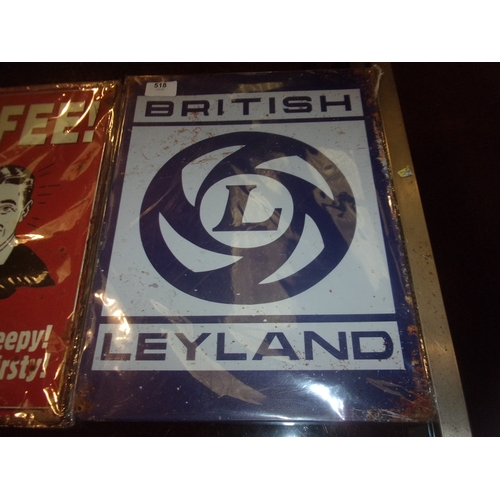 518
BRITISH
L
LEYLAND
FEE!
eepy!
irsty!